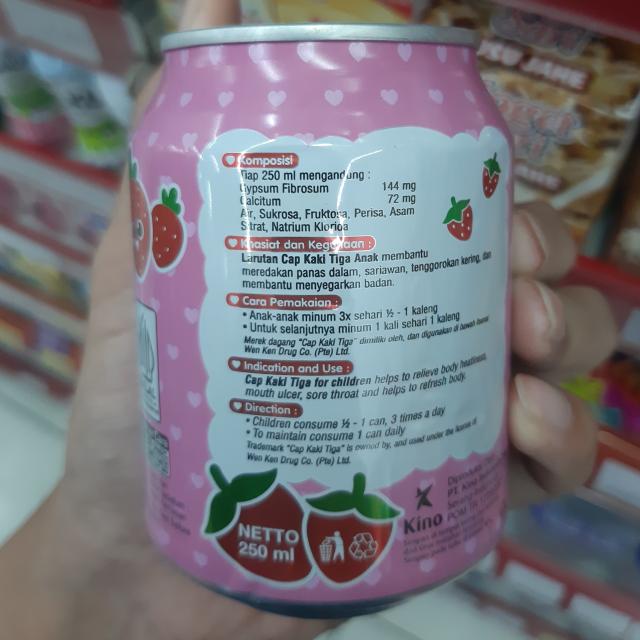 Komposisi
Tiap 250 ml mengandung :
Gypsum Fibrosum 144 mg
Calcitum 72 mg
Air, Sukrosa, Fruktosa, Perisa, Asam
Sitrat, Natrium Klorida
Khasiat dan Kegunaan :
Larutan Cap Kaki Tiga Anak membantu
meredakan panas dalam, sariawan, tenggorokan kering, dan
membantu menyegarkan badan.
Cara Pemakaian :
• Anak-anak minum 3x sehari ½ - 1 kaleng
• Untuk selanjutnya minum 1 kali sehari 1 kaleng
Merek dagang "Cap Kaki Tiga" dimiliki oleh, dan digunakan di bawah lisensi
Wen Ken Drug Co. (Pte) Ltd.
Indication and Use :
Cap Kaki Tiga for children helps to relieve body heatiness,
mouth ulcer, sore throat and helps to refresh body.
Direction :
• Children consume ½ - 1 can, 3 times a day
• To maintain consume 1 can daily
Trademark "Cap Kaki Tiga" is owned by, and used under the license of
Wen Ken Drug Co. (Pte) Ltd.
NETTO
250 ml
Kino
Diproduksi
PT. Kino
POM TR
JAHE